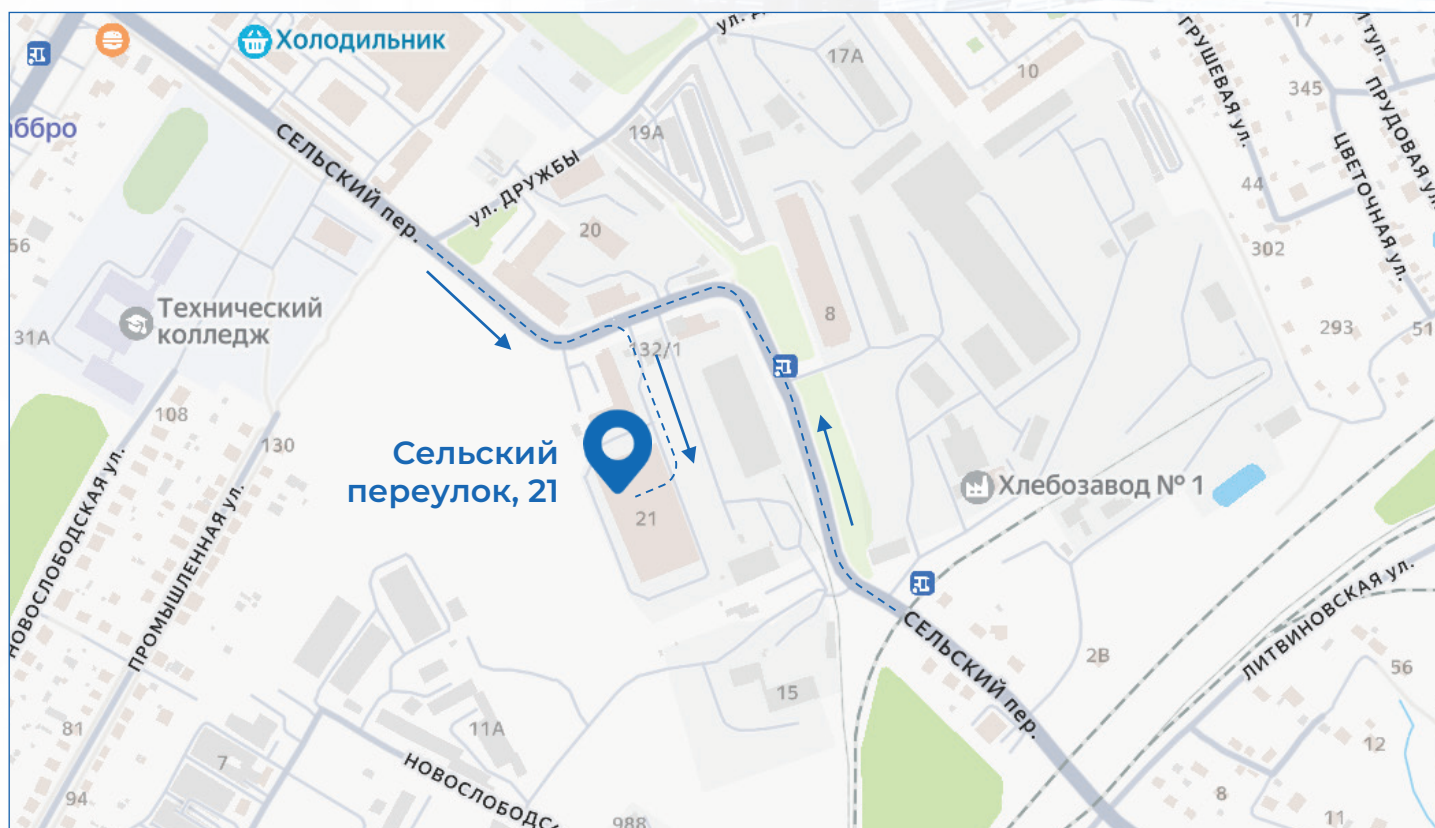 ул. Д
17
И туп.
Холодильник
17А
10
ГРУШЕВАЯ ул.
345
ПРУДОВАЯ ул.
аббро
СЕЛЬСКИЙ пер.
19А
ЦВЕТОЧНАЯ ул.
ул. ДРУЖБЫ
44
56
20
302
Технический
колледж
31А
8
293
51
132/1
108
130
Сельский
переулок, 21
Хлебозавод № 1
21
НОВОСЛОБОДСКАЯ ул.
ПРОМЫШЛЕННАЯ ул.
ЛИТВИНОВСКАЯ ул.
СЕЛЬСКИЙ пер.
2В
56
15
81
11А
12
7
НОВОСЛОБОДС
94
8
11
988